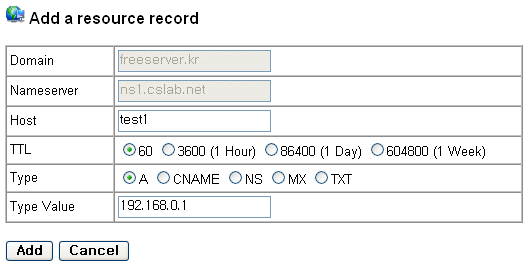 Add a resource record
Domain freeserver.kr
Nameserver ns1.cslab.net
Host test1
TTL 60 3600 (1 Hour) 86400 (1 Day) 604800 (1 Week)
Type A CNAME NS MX TXT
Type Value 192.168.0.1
Add Cancel